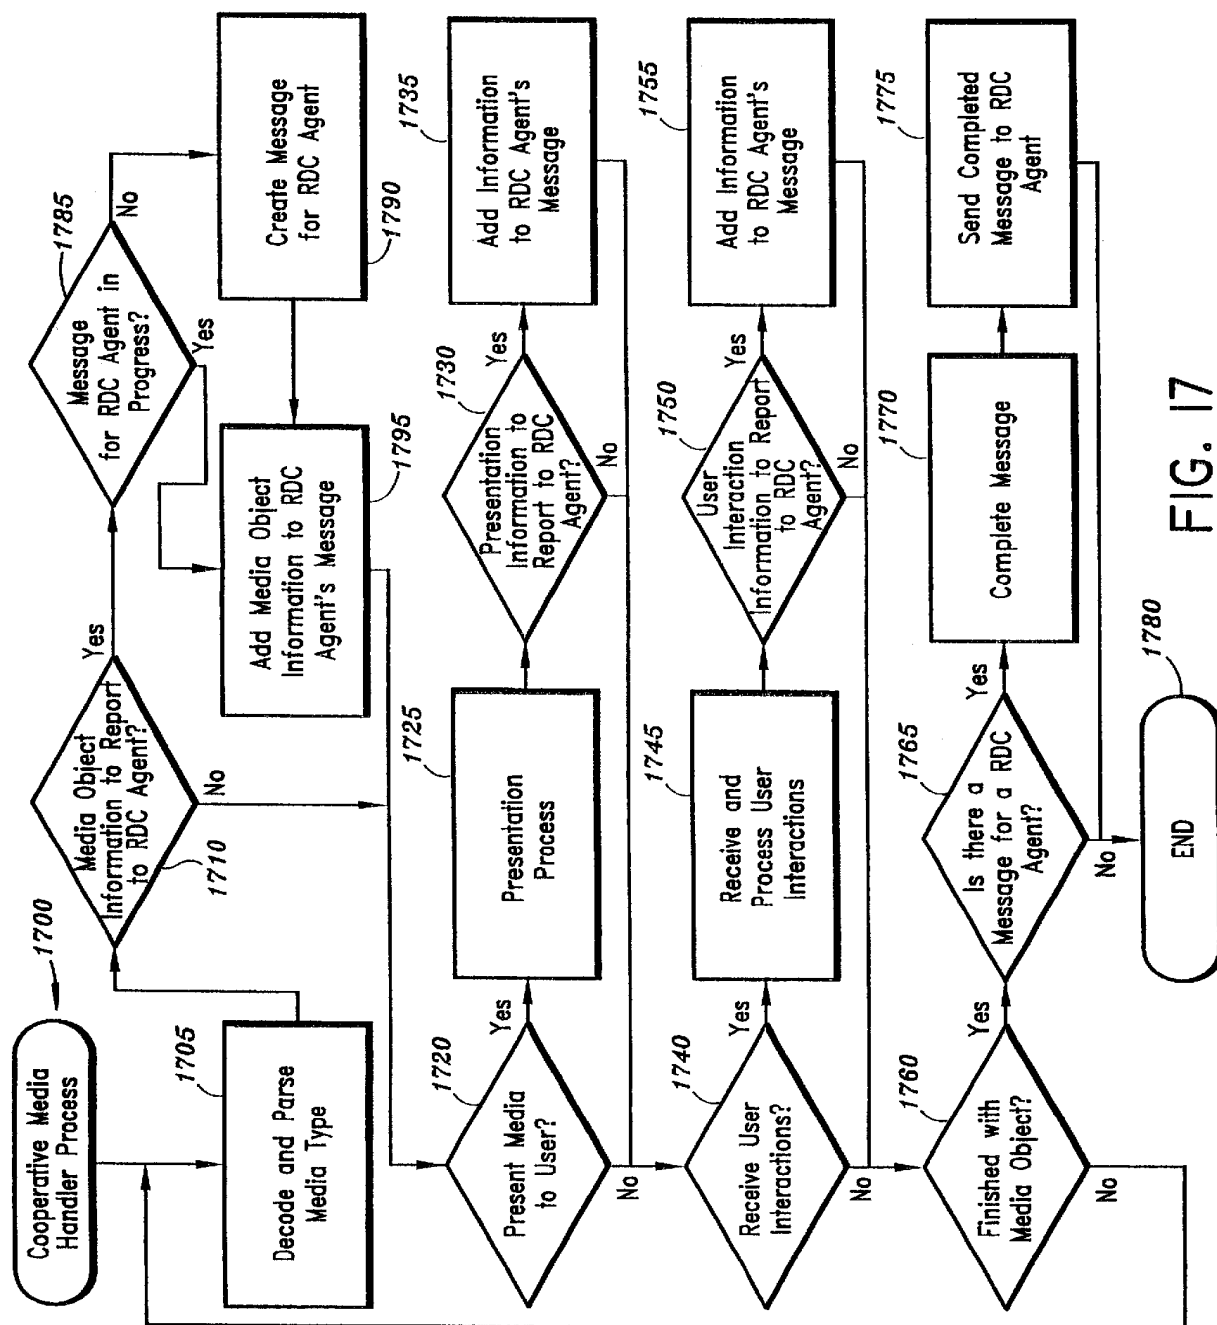 Cooperative Media
Handler Process
1700
Decode and Parse
Media Type
1705
Media Object
Information to Report
to RDC Agent?
1710
Yes
No
Message
for RDC Agent in
Progress?
1785
No
Yes
Create Message
for RDC Agent
1790
Add Media Object
Information to RDC
Agent's Message
1795
Present Media
to User?
1720
Yes
No
Presentation
Process
1725
Presentation
Information to
Report to RDC
Agent?
1730
Yes
No
Add Information
to RDC Agent's
Message
1735
Receive User
Interactions?
1740
Yes
No
Receive and
Process User
Interactions
1745
User
Interaction
Information to Report
to RDC
Agent?
1750
Yes
No
Add Information
to RDC Agent's
Message
1755
Finished with
Media Object?
1760
Yes
No
Is there a
Message for a RDC
Agent?
1765
Yes
No
Complete Message
1770
Send Completed
Message to RDC
Agent
1775
END
1780
FIG. 17